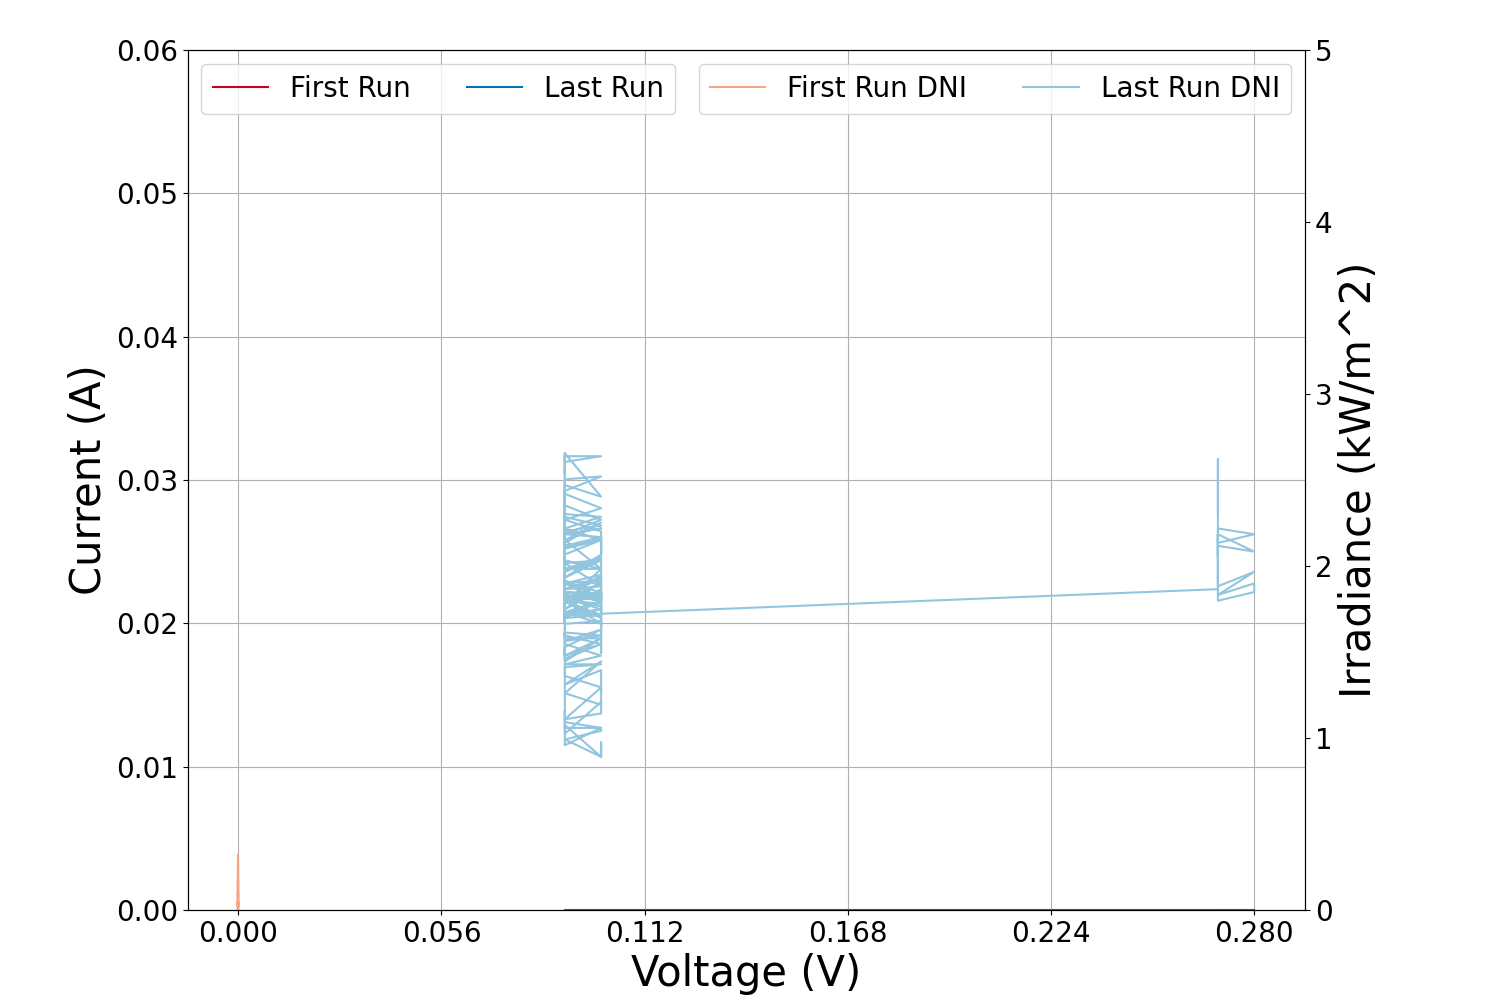 First Run
Last Run
First Run DNI
Last Run DNI
0.06
0.05
0.04
0.03
0.02
0.01
0.00
Current (A)
5
4
3
2
1
0
Irradiance (kW/m^2)
0.000
0.056
0.112
0.168
0.224
0.280
Voltage (V)